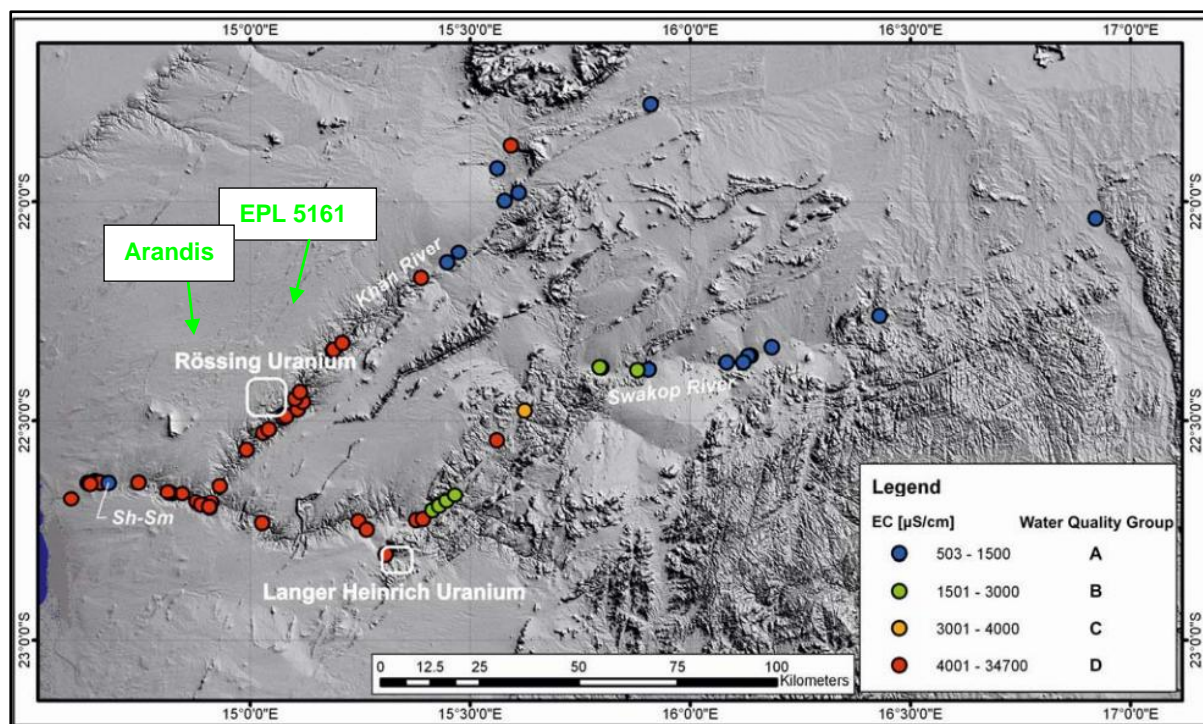 15°0'0"E 15°30'0"E 16°0'0"E 16°30'0"E 17°0'0"E
22°0'0"S 22°0'0"S
EPL 5161
Arandis
Khan River
Rössing Uranium
Swakop River
22°30'0"S 22°30'0"S
Sh-Sm
Langer Heinrich Uranium
Legend
EC [µS/cm] Water Quality Group
503 - 1500 A
1501 - 3000 B
3001 - 4000 C
4001 - 34700 D
23°0'0"S 23°0'0"S
0 12.5 25 50 75 100
Kilometers
15°0'0"E 15°30'0"E 16°0'0"E 16°30'0"E 17°0'0"E